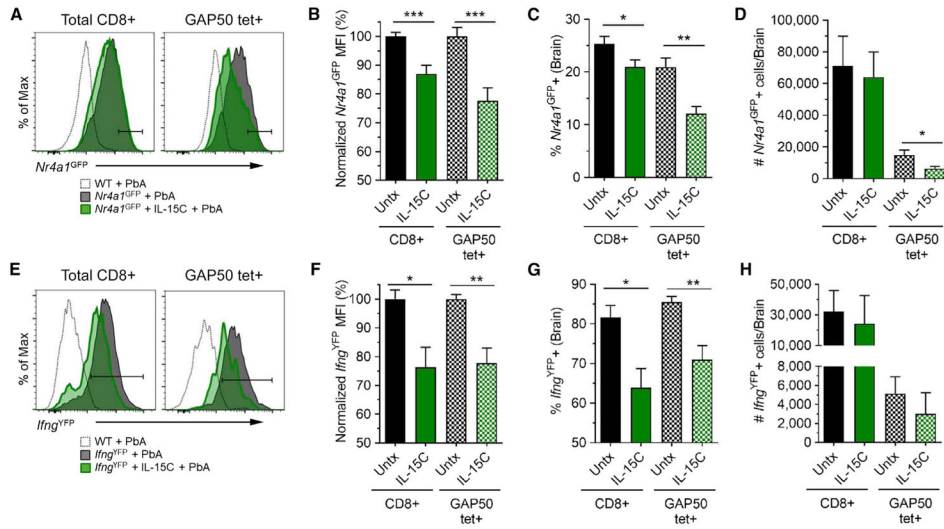 A
Total CD8+
GAP50 tet+
% of Max
Nr4a1GFP
WT + PbA
Nr4a1GFP + PbA
Nr4a1GFP + IL-15C + PbA
B
Normalized Nr4a1GFP MFI (%)
100
90
80
70
60
50
***
***
Untx
IL-15C
Untx
IL-15C
CD8+
GAP50
tet+
C
% Nr4a1GFP+ (Brain)
30
20
10
0
*
**
Untx
IL-15C
Untx
IL-15C
CD8+
GAP50
tet+
D
# Nr4a1GFP+ cells/Brain
100,000
80,000
60,000
40,000
20,000
0
*
Untx
IL-15C
Untx
IL-15C
CD8+
GAP50
tet+
E
Total CD8+
GAP50 tet+
% of Max
IfngYFP
WT + PbA
IfngYFP + PbA
IfngYFP + IL-15C + PbA
F
Normalized IfngYFP MFI (%)
100
90
80
70
60
50
*
**
Untx
IL-15C
Untx
IL-15C
CD8+
GAP50
tet+
G
% IfngYFP+ (Brain)
90
80
70
60
50
*
**
Untx
IL-15C
Untx
IL-15C
CD8+
GAP50
tet+
H
# IfngYFP+ cells/Brain
50,000
40,000
30,000
20,000
10,000
8,000
6,000
4,000
2,000
0
Untx
IL-15C
Untx
IL-15C
CD8+
GAP50
tet+